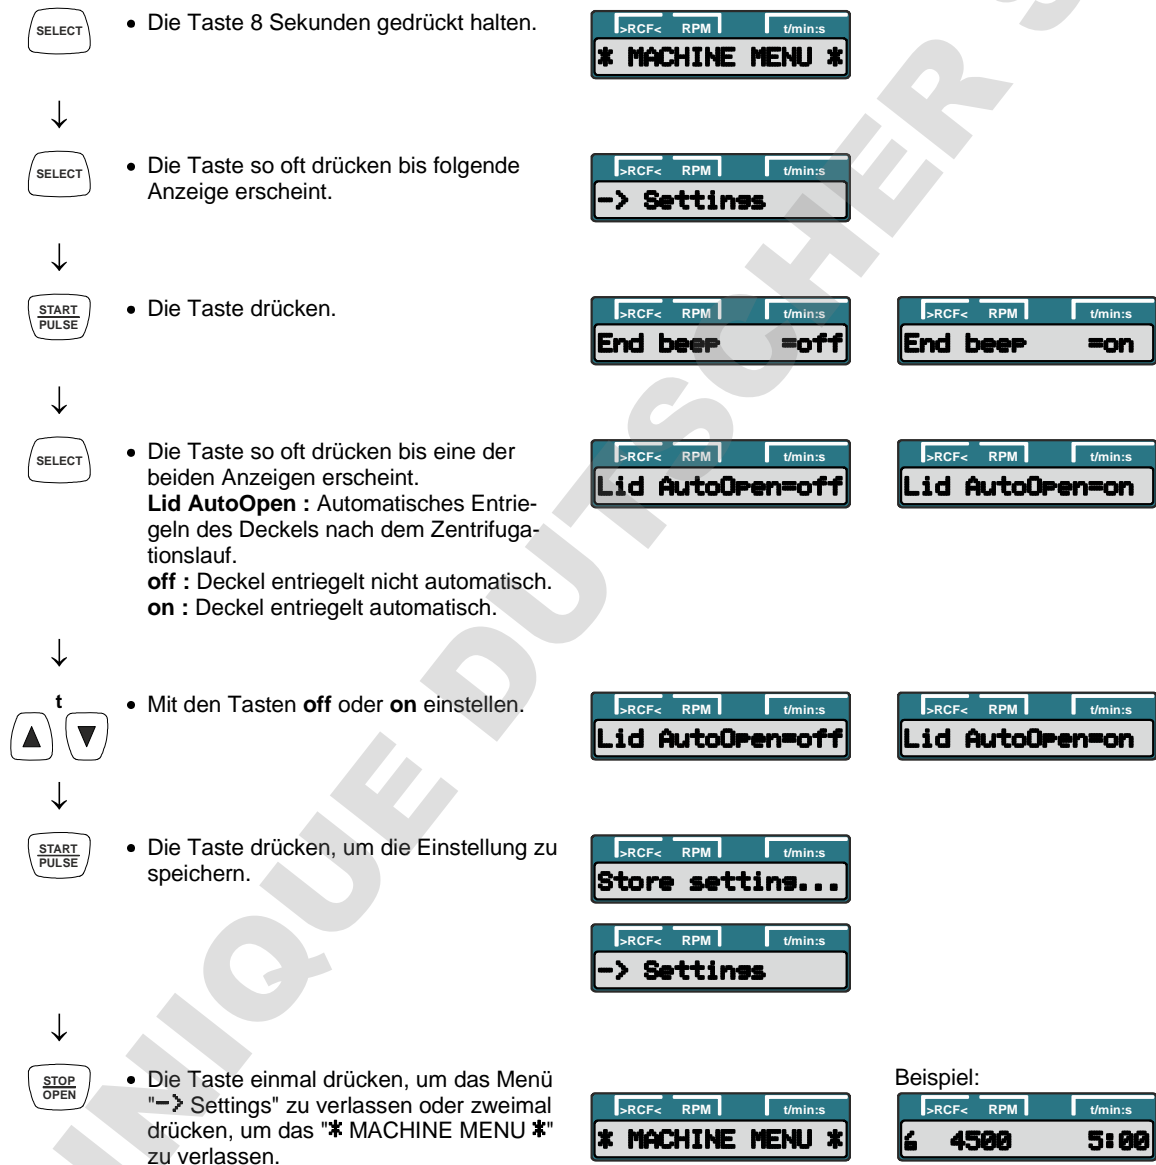 SELECT
• Die Taste 8 Sekunden gedrückt halten.
>RCF< RPM t/min:s
* MACHINE MENU *
↓
SELECT
• Die Taste so oft drücken bis folgende
Anzeige erscheint.
>RCF< RPM t/min:s
-> Settings
↓
START
PULSE
• Die Taste drücken.
>RCF< RPM t/min:s
End beep =off
>RCF< RPM t/min:s
End beep =on
↓
SELECT
• Die Taste so oft drücken bis eine der
beiden Anzeigen erscheint.
Lid AutoOpen : Automatisches Entrie-
geln des Deckels nach dem Zentrifuga-
tionslauf.
off : Deckel entriegelt nicht automatisch.
on : Deckel entriegelt automatisch.
>RCF< RPM t/min:s
Lid AutoOpen=off
>RCF< RPM t/min:s
Lid AutoOpen=on
↓
t
▲ ▼
• Mit den Tasten off oder on einstellen.
>RCF< RPM t/min:s
Lid AutoOpen=off
>RCF< RPM t/min:s
Lid AutoOpen=on
↓
START
PULSE
• Die Taste drücken, um die Einstellung zu
speichern.
>RCF< RPM t/min:s
Store setting...
>RCF< RPM t/min:s
-> Settings
↓
STOP
OPEN
• Die Taste einmal drücken, um das Menü
"-> Settings" zu verlassen oder zweimal
drücken, um das "* MACHINE MENU *"
zu verlassen.
>RCF< RPM t/min:s
* MACHINE MENU *
Beispiel:
>RCF< RPM t/min:s
4500 5:00
NIQUE DUTSCHER S